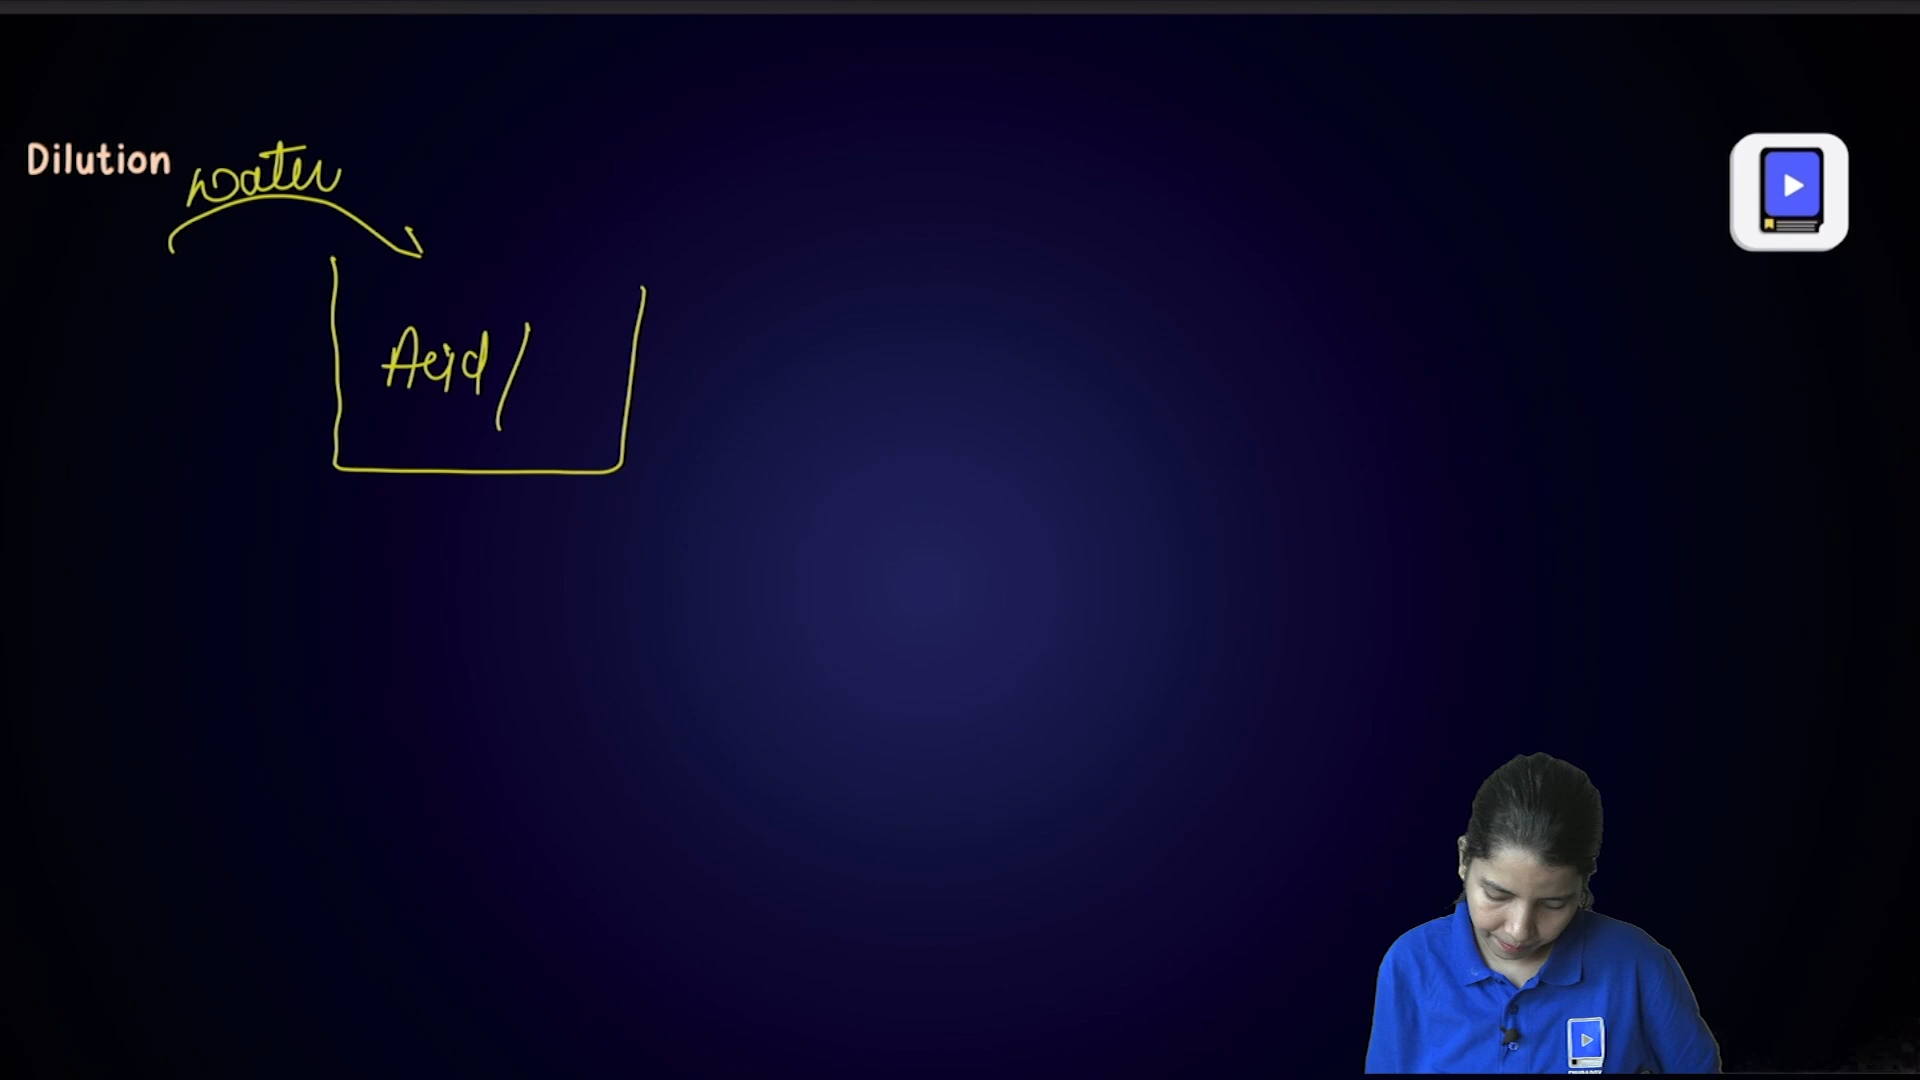 Dilution
water
Acid /